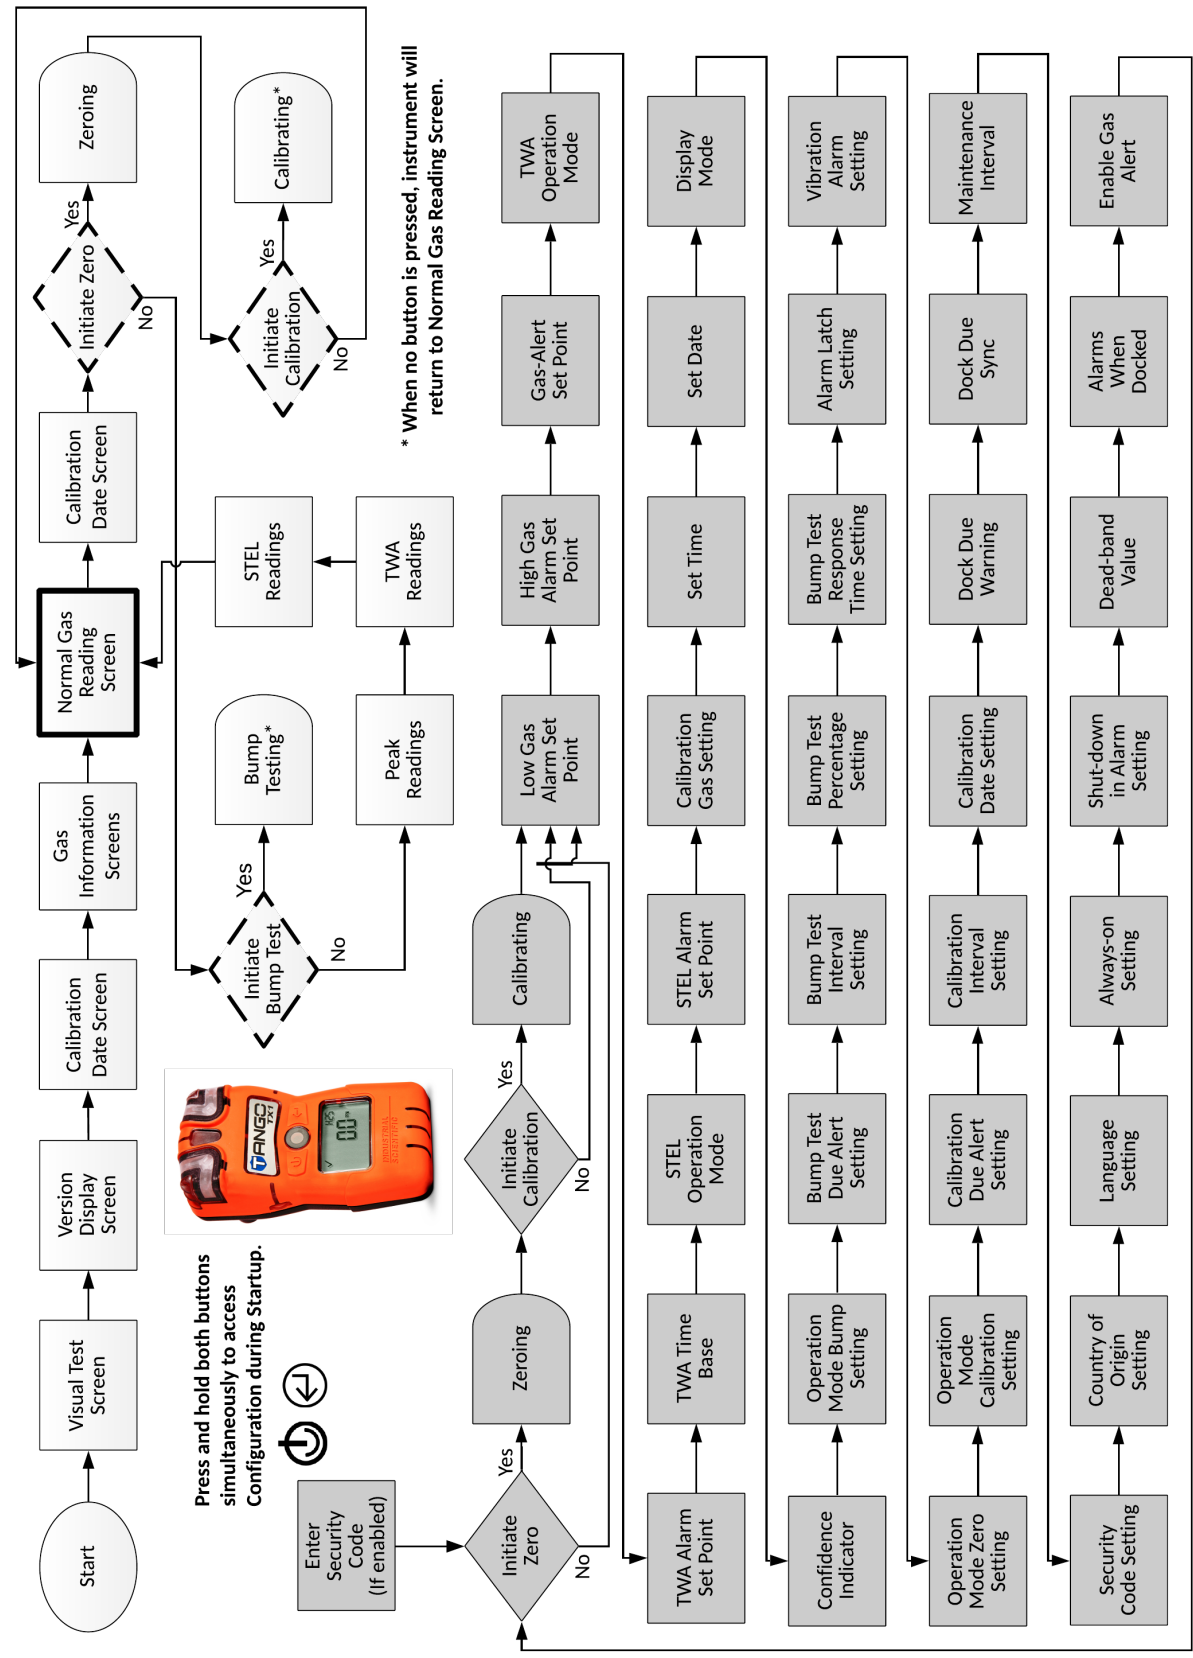 Start
Visual Test
Screen
Version
Display
Screen
Calibration
Date Screen
Gas
Information
Screens
Normal Gas
Reading
Screen
Calibration
Date Screen
Initiate Zero
Yes
No
Zeroing
Initiate
Calibration
Yes
No
Calibrating*
Initiate
Bump Test
Yes
No
Bump
Testing*
Peak
Readings
TWA
Readings
STEL
Readings
* When no button is pressed, instrument will
return to Normal Gas Reading Screen.
Press and hold both buttons
simultaneously to access
Configuration during Startup.
TANGO
TX1
H2S
0.0
INDUSTRIAL
SCIENTIFIC
Enter
Security
Code
(If enabled)
Initiate
Zero
Yes
No
Zeroing
Initiate
Calibration
Yes
No
Calibrating
Low Gas
Alarm Set
Point
High Gas
Alarm Set
Point
Gas-Alert
Set Point
TWA
Operation
Mode
TWA Alarm
Set Point
TWA Time
Base
STEL
Operation
Mode
STEL Alarm
Set Point
Calibration
Gas Setting
Set Time
Set Date
Display
Mode
Confidence
Indicator
Operation
Mode Bump
Setting
Bump Test
Due Alert
Setting
Bump Test
Interval
Setting
Bump Test
Percentage
Setting
Bump Test
Response
Time Setting
Alarm Latch
Setting
Vibration
Alarm
Setting
Operation
Mode Zero
Setting
Operation
Mode
Calibration
Setting
Calibration
Due Alert
Setting
Calibration
Interval
Setting
Calibration
Date Setting
Dock Due
Warning
Dock Due
Sync
Maintenance
Interval
Security
Code Setting
Country of
Origin
Setting
Language
Setting
Always-on
Setting
Shut-down
in Alarm
Setting
Dead-band
Value
Alarms
When
Docked
Enable Gas
Alert